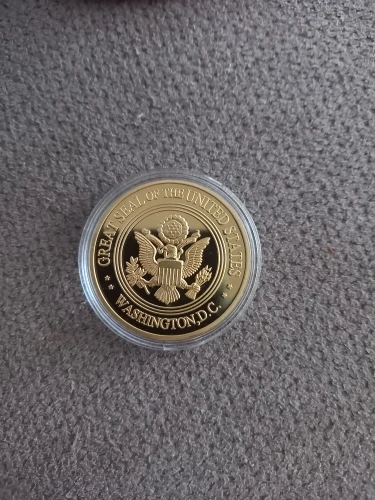 GREAT SEAL OF THE UNITED STATES
WASHINGTON, D.C.